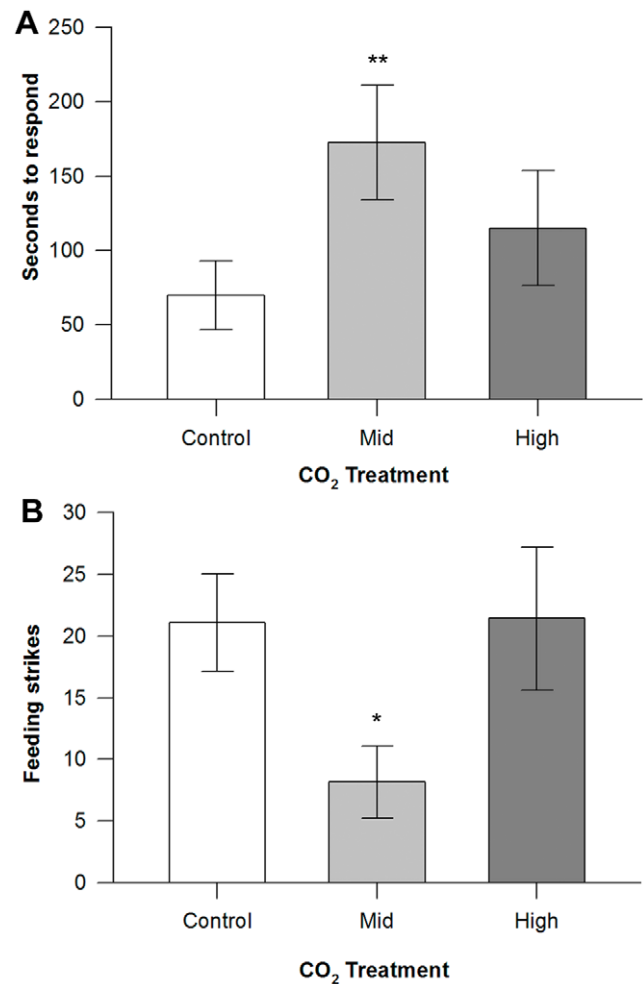 A
250
200
150
100
50
0
Seconds to respond
**
Control Mid High
CO₂ Treatment
B
30
25
20
15
10
5
0
Feeding strikes
*
Control Mid High
CO₂ Treatment